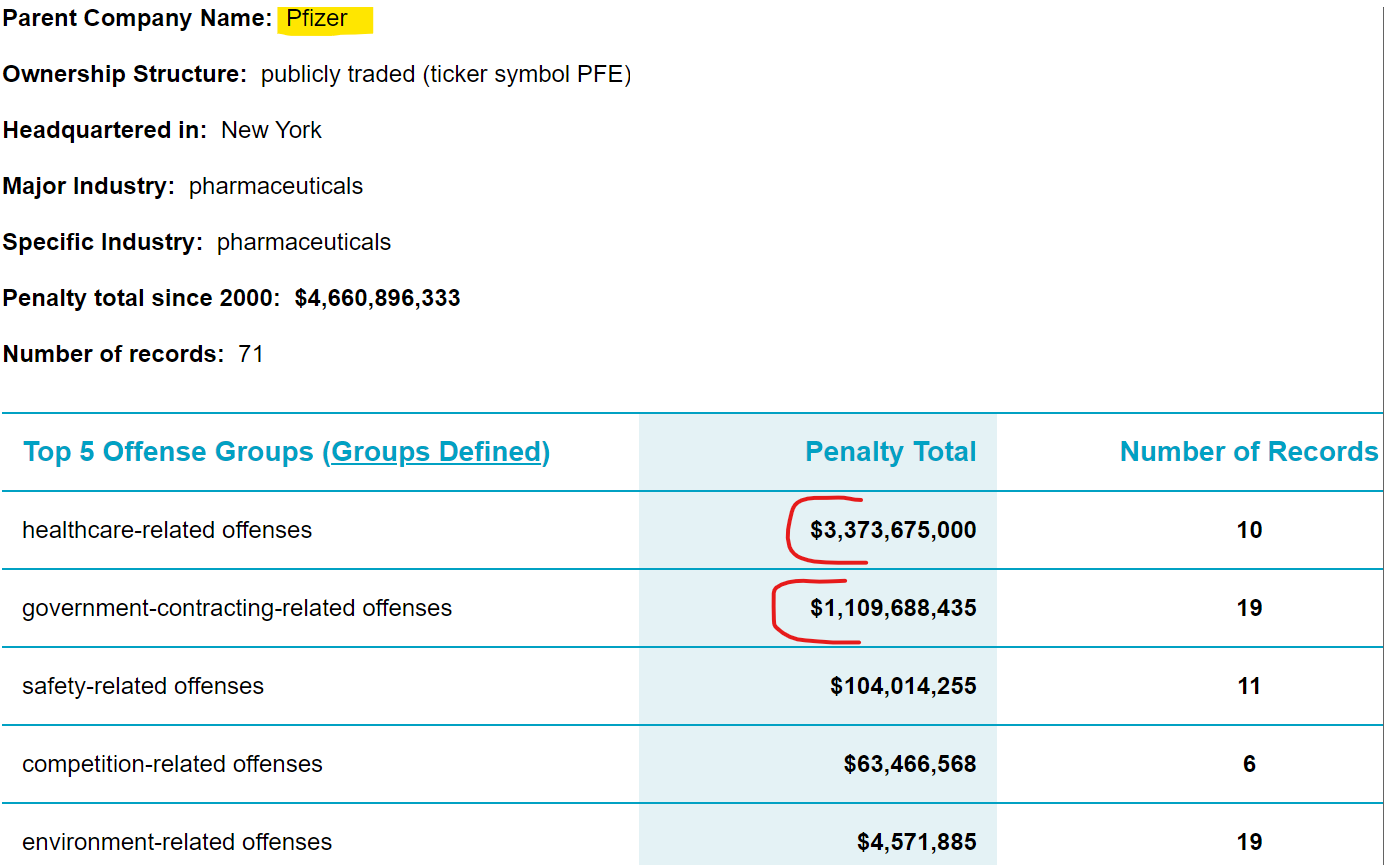 Parent Company Name: Pfizer
Ownership Structure: publicly traded (ticker symbol PFE)
Headquartered in: New York
Major Industry: pharmaceuticals
Specific Industry: pharmaceuticals
Penalty total since 2000: $4,660,896,333
Number of records: 71
Top 5 Offense Groups (Groups Defined) Penalty Total Number of Records
healthcare-related offenses $3,373,675,000 10
government-contracting-related offenses $1,109,688,435 19
safety-related offenses $104,014,255 11
competition-related offenses $63,466,568 6
environment-related offenses $4,571,885 19